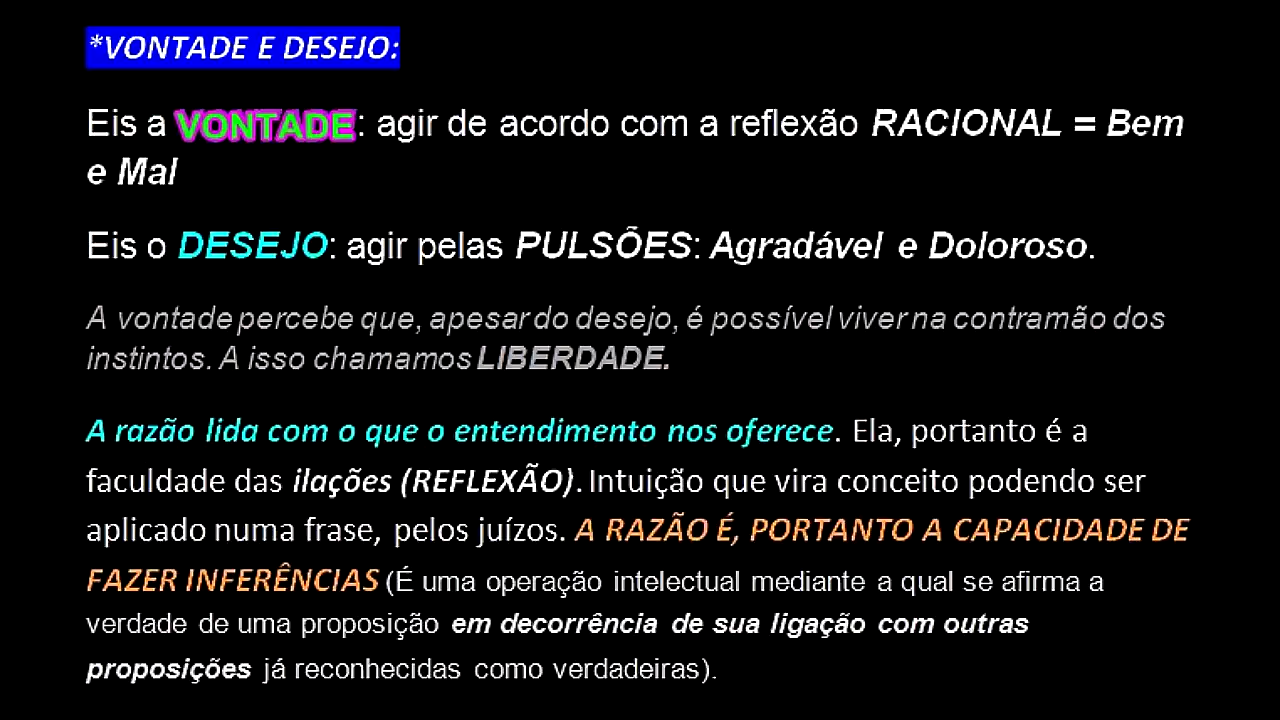 *VONTADE E DESEJO:
Eis a VONTADE: agir de acordo com a reflexão RACIONAL = Bem
e Mal
Eis o DESEJO: agir pelas PULSÕES: Agradável e Doloroso.
A vontade percebe que, apesar do desejo, é possível viver na contramão dos
instintos. A isso chamamos LIBERDADE.
A razão lida com o que o entendimento nos oferece. Ela, portanto é a
faculdade das ilações (REFLEXÃO). Intuição que vira conceito podendo ser
aplicado numa frase, pelos juízos. A RAZÃO É, PORTANTO A CAPACIDADE DE
FAZER INFERÊNCIAS (É uma operação intelectual mediante a qual se afirma a
verdade de uma proposição em decorrência de sua ligação com outras
proposições já reconhecidas como verdadeiras).